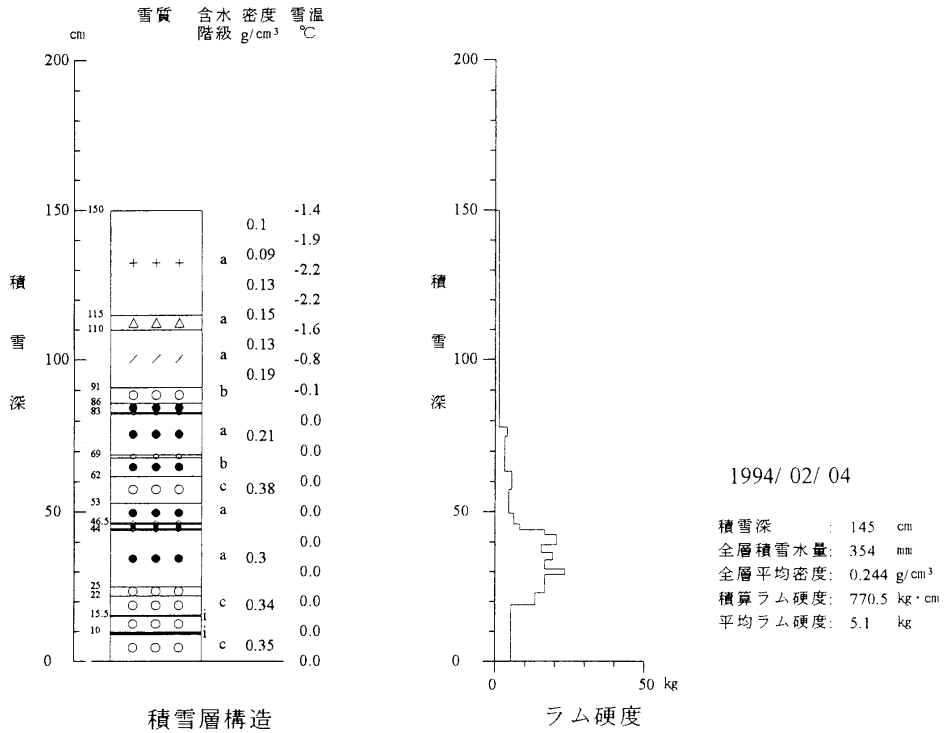 雪質 含水 密度 雪温
cm 階級 g/cm³ ℃
200
150
100
50
0
積
雪
深
150
115
110
91
86
83
69
62
53
46.5
44
25
22
15.5
10
a
a
a
b
a
b
c
a
a
c
i
i
c
0.1
0.09
0.13
0.15
0.13
0.19
0.21
0.38
0.3
0.34
0.35
-1.4
-1.9
-2.2
-2.2
-1.6
-0.8
-0.1
0.0
0.0
0.0
0.0
0.0
0.0
0.0
0.0
0.0
積雪層構造
200
150
100
50
0
積
雪
深
0 50 kg
ラム硬度
1994/ 02/ 04
積雪深 : 145 cm
全層積雪水量: 354 mm
全層平均密度: 0.244 g/cm³
積算ラム硬度: 770.5 kg·cm
平均ラム硬度: 5.1 kg